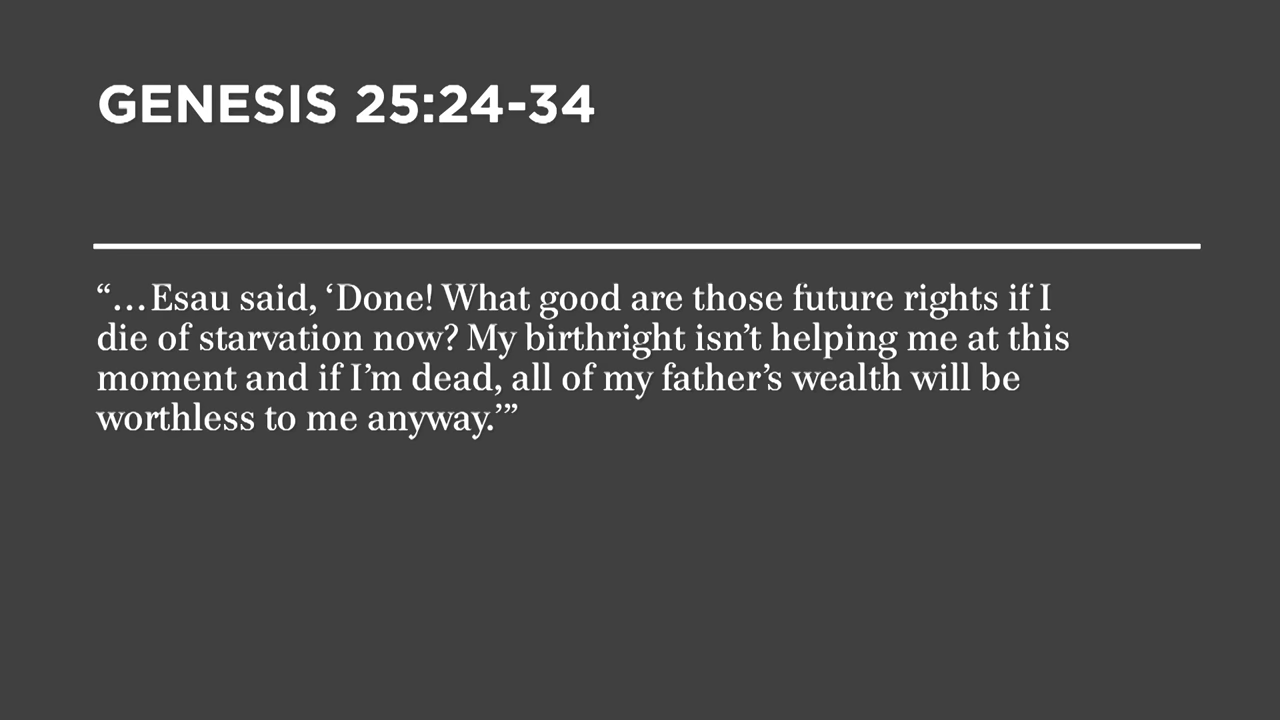 GENESIS 25:24-34
“…Esau said, ‘Done! What good are those future rights if I
die of starvation now? My birthright isn’t helping me at this
moment and if I’m dead, all of my father’s wealth will be
worthless to me anyway.’”